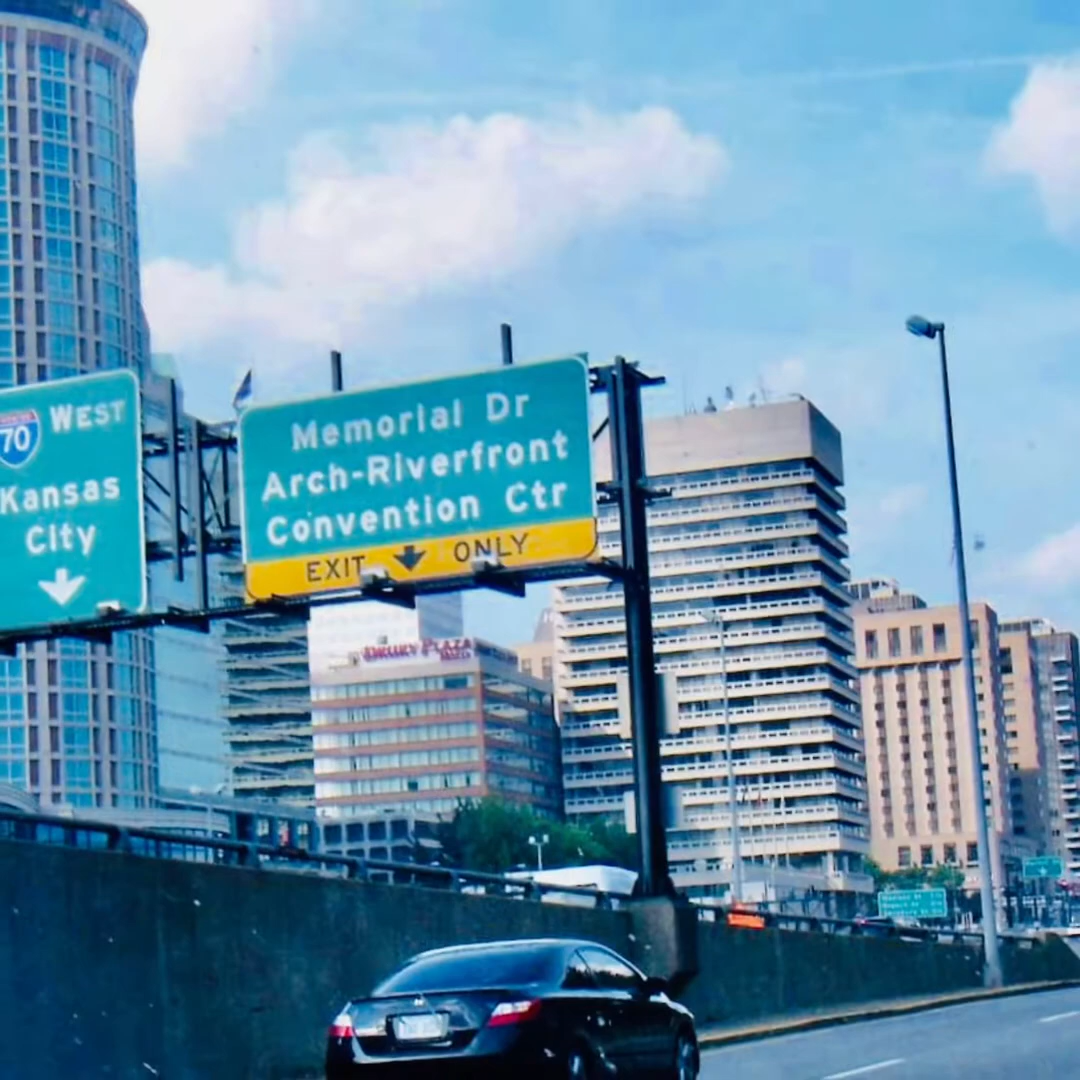 70 WEST
Kansas
City
Memorial Dr
Arch-Riverfront
Convention Ctr
EXIT ONLY
DRURY PLAZA